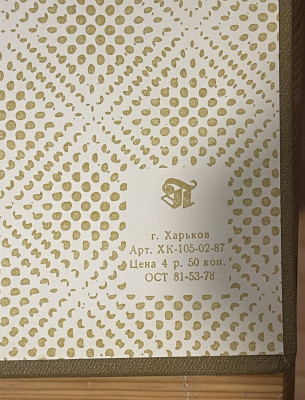 г. Харьков
Арт. ХК-105-02-87
Цена 4 р. 50 коп.
ОСТ 81-53-78